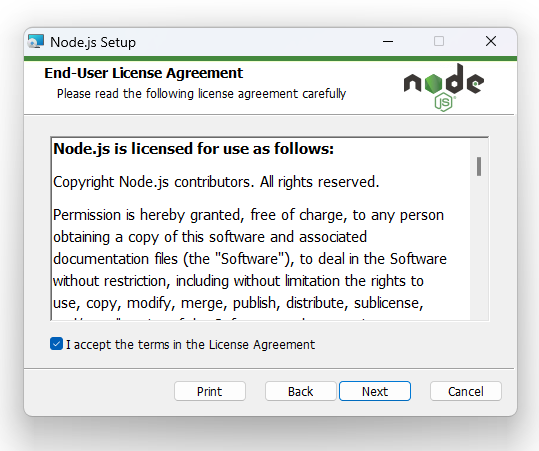 Node.js Setup
End-User License Agreement
Please read the following license agreement carefully
node
JS
Node.js is licensed for use as follows:
Copyright Node.js contributors. All rights reserved.
Permission is hereby granted, free of charge, to any person
obtaining a copy of this software and associated
documentation files (the "Software"), to deal in the Software
without restriction, including without limitation the rights to
use, copy, modify, merge, publish, distribute, sublicense,
I accept the terms in the License Agreement
Print
Back
Next
Cancel